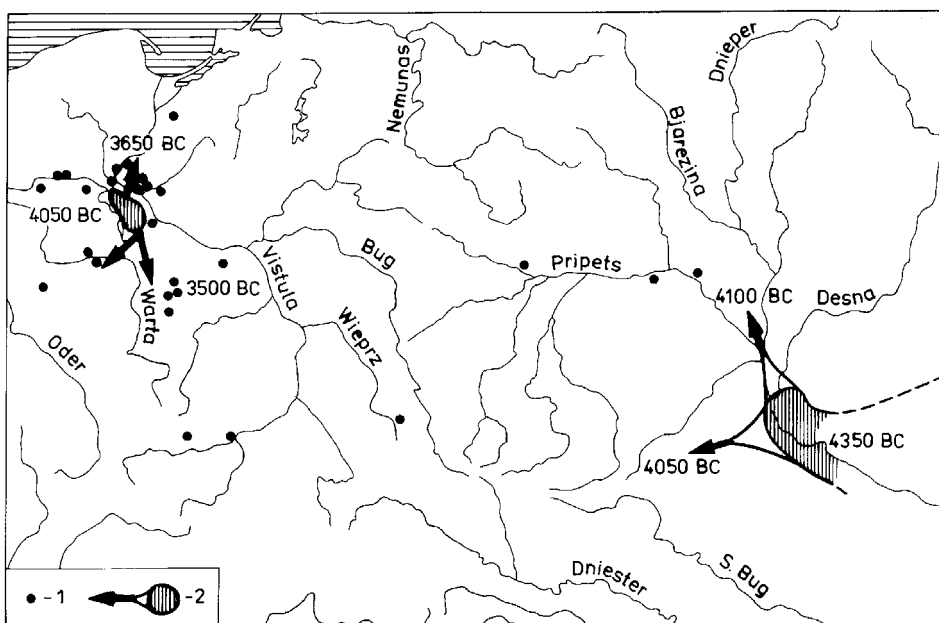 Dnieper
Nemunas
Bjarezina
3650 BC
4050 BC
Bug
Pripets
Vistula
3500 BC
4100 BC
Desna
Warta
Wieprz
Oder
4350 BC
4050 BC
Dniester
S. Bug
-1
-2